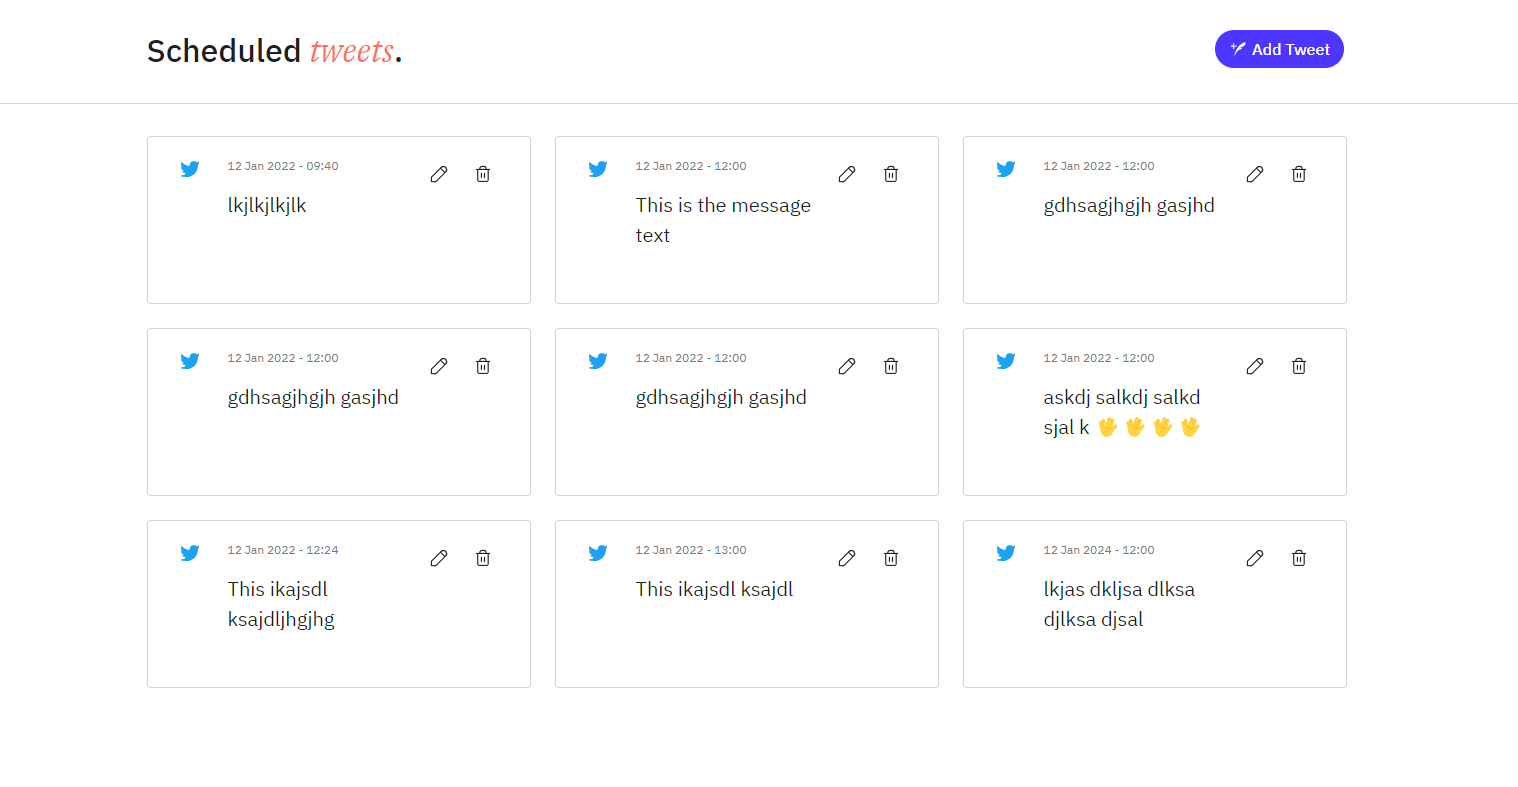 Scheduled tweets.
Add Tweet
12 Jan 2022 - 09:40
lkjlkjlkjlk
12 Jan 2022 - 12:00
This is the message
text
12 Jan 2022 - 12:00
gdhsagjhgjh gasjhd
12 Jan 2022 - 12:00
gdhsagjhgjh gasjhd
12 Jan 2022 - 12:00
gdhsagjhgjh gasjhd
12 Jan 2022 - 12:00
askdj salkdj salkd
sjal k 🖖 🖖 🖖 🖖
12 Jan 2022 - 12:24
This ikajsdl
ksajdljhgjhg
12 Jan 2022 - 13:00
This ikajsdl ksajdl
12 Jan 2024 - 12:00
lkjas dkljsa dlksa
djlksa djsal